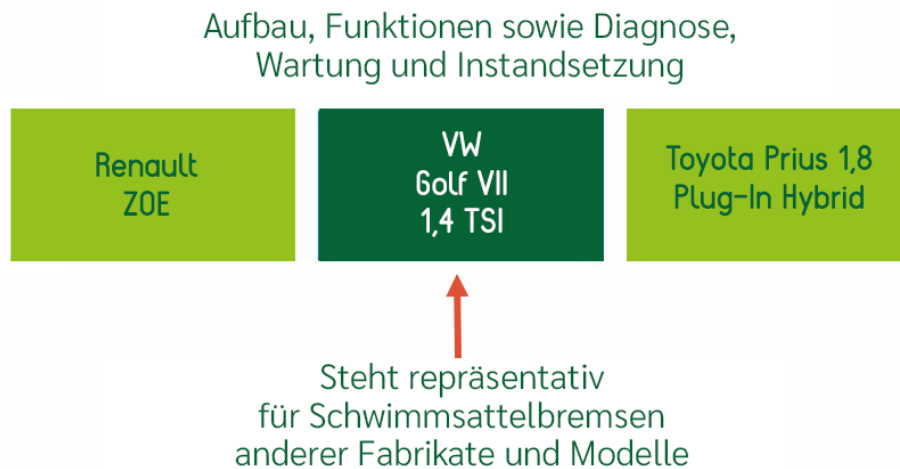 Aufbau, Funktionen sowie Diagnose,
Wartung und Instandsetzung
Renault
ZOE
VW
Golf VII
1,4 TSI
Toyota Prius 1,8
Plug-In Hybrid
Steht repräsentativ
für Schwimmsattelbremsen
anderer Fabrikate und Modelle